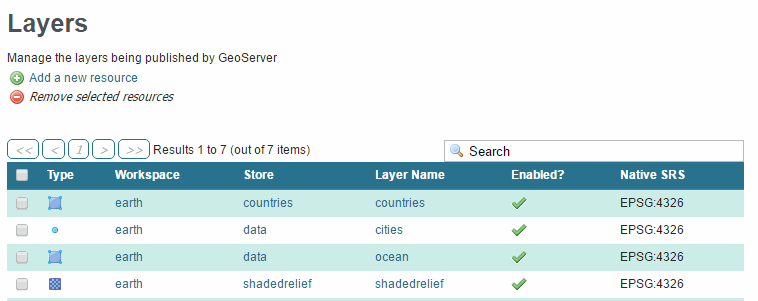 Layers
Manage the layers being published by GeoServer
Add a new resource
Remove selected resources
<< < 1 > >> Results 1 to 7 (out of 7 items) Search
Type Workspace Store Layer Name Enabled? Native SRS
earth countries countries EPSG:4326
earth data cities EPSG:4326
earth data ocean EPSG:4326
earth shadedrelief shadedrelief EPSG:4326